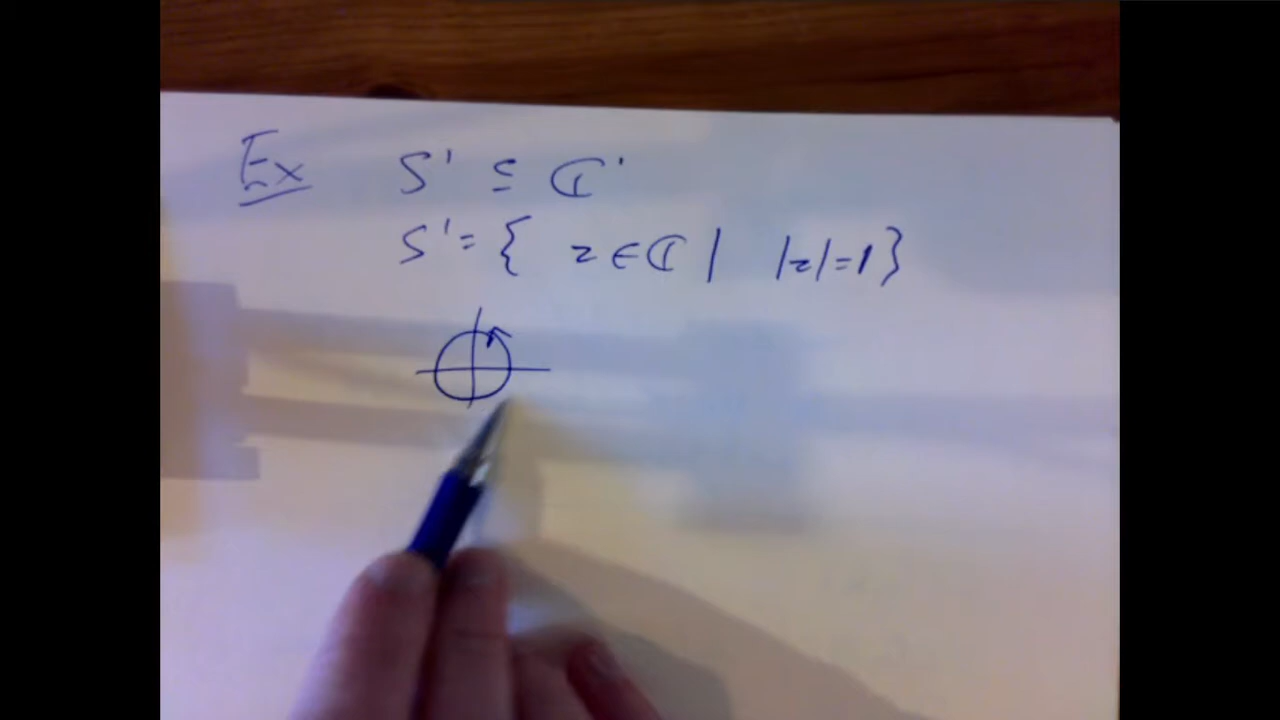 Ex S¹ ⊆ ℂ˙
S¹ = { z ∈ ℂ | |z|=1 }